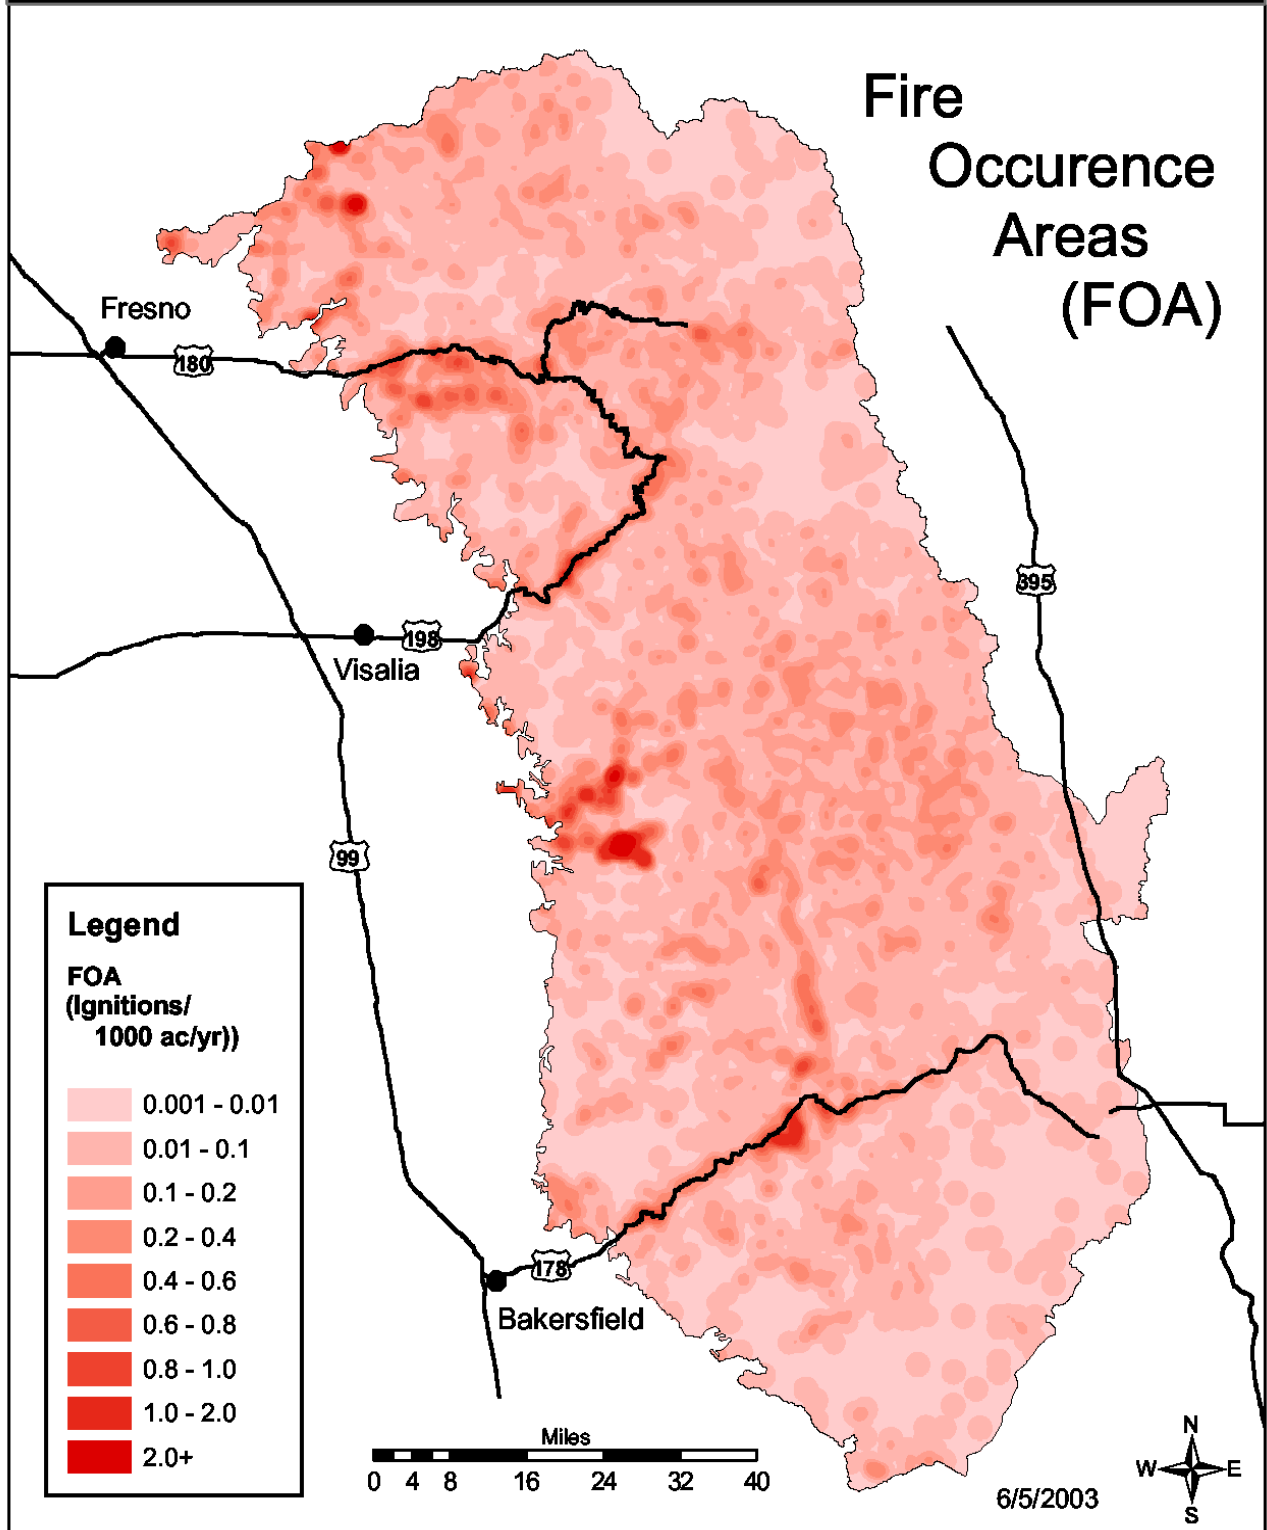 Fire
Occurence
Areas
(FOA)
Fresno
180
395
198
Visalia
99
Legend
FOA
(Ignitions/
1000 ac/yr))
0.001 - 0.01
0.01 - 0.1
0.1 - 0.2
0.2 - 0.4
0.4 - 0.6
0.6 - 0.8
0.8 - 1.0
1.0 - 2.0
2.0+
178
Bakersfield
Miles
0 4 8 16 24 32 40
6/5/2003
N
W E
S